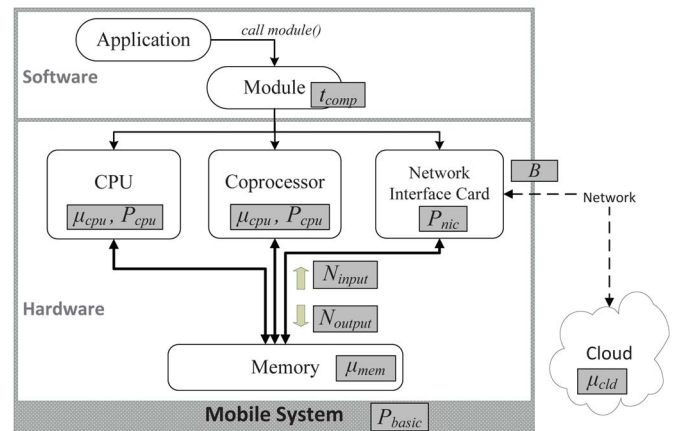 Application
call module()
Software
Module
t_comp
CPU
μ_cpu, P_cpu
Coprocessor
μ_cpu, P_cpu
Network
Interface Card
P_nic
B
Network
N_input
N_output
Hardware
Memory
μ_mem
Cloud
μ_cld
Mobile System
P_basic